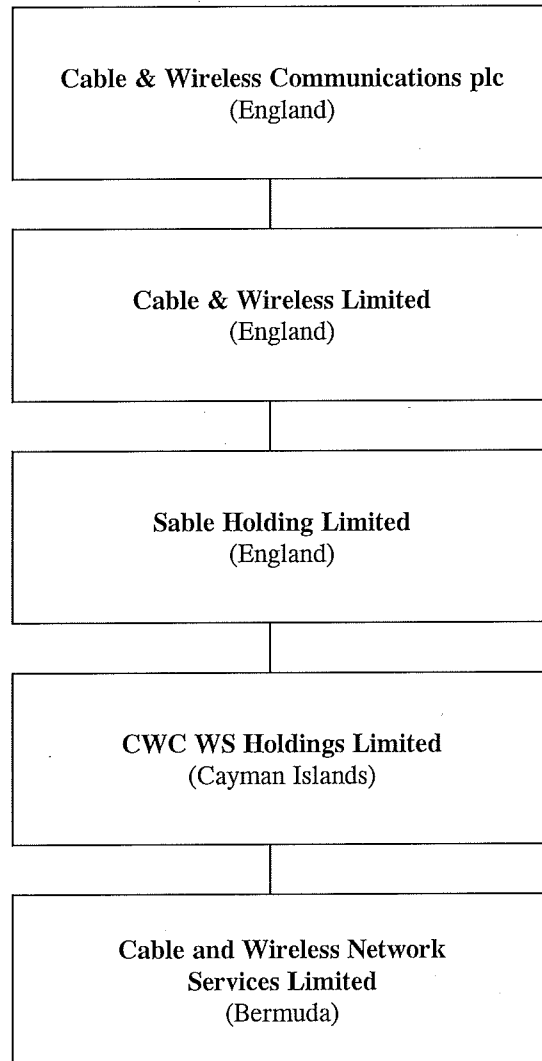 Cable & Wireless Communications plc
(England)
Cable & Wireless Limited
(England)
Sable Holding Limited
(England)
CWC WS Holdings Limited
(Cayman Islands)
Cable and Wireless Network
Services Limited
(Bermuda)